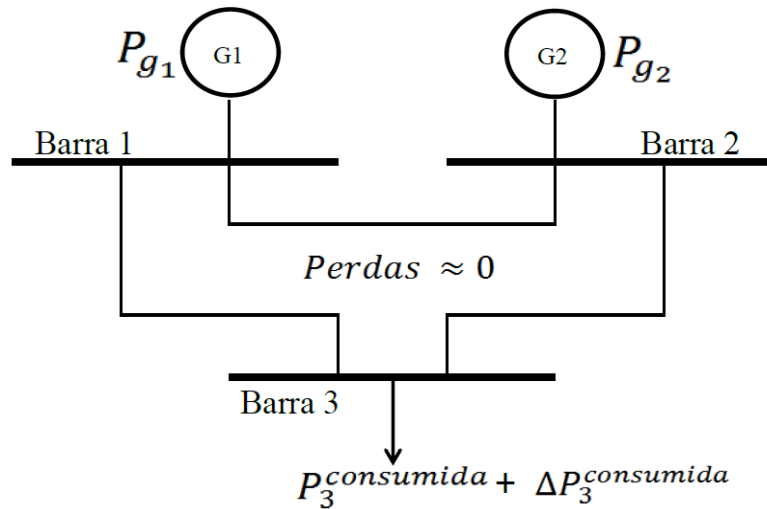 P_{g_1} G1 G2 P_{g_2}
Barra 1 Barra 2
Perdas ≈ 0
Barra 3
P_3^{consumida} + ΔP_3^{consumida}